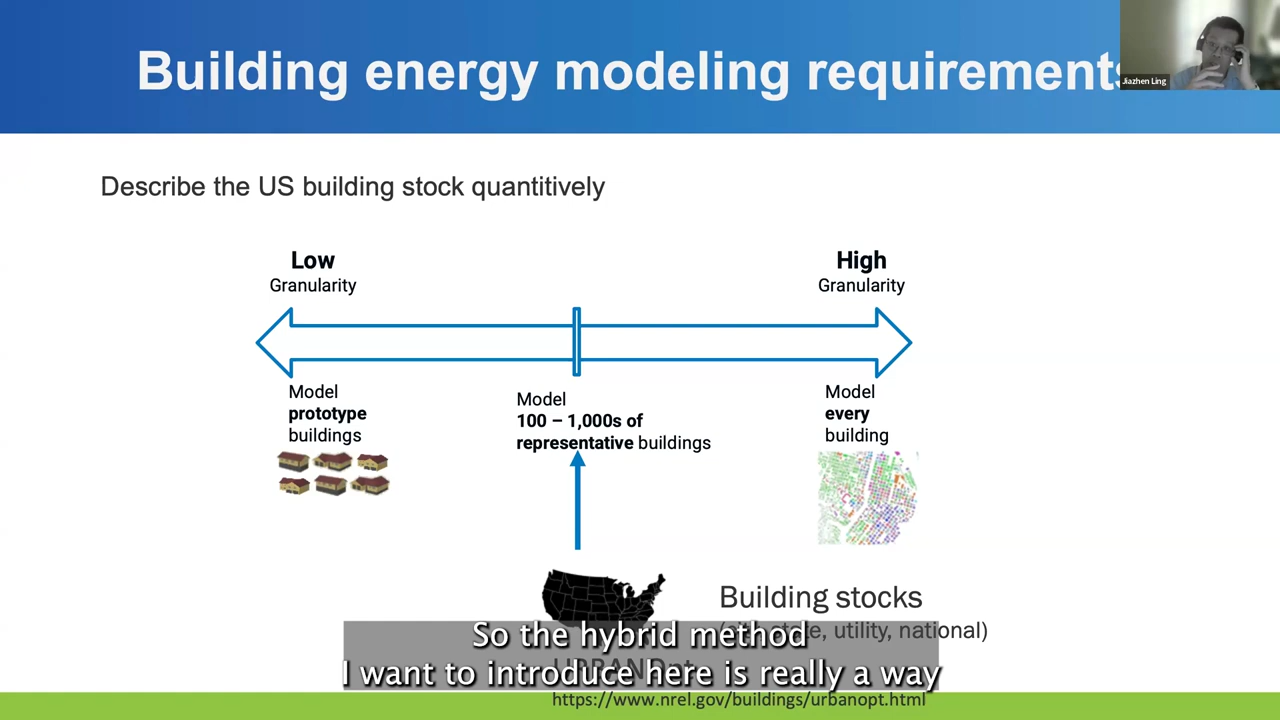 Building energy modeling requirements
Jiazhen Ling
Describe the US building stock quantitively
Low
Granularity
High
Granularity
Model
prototype
buildings
Model
100 – 1,000s of
representative buildings
Model
every
building
Building stocks
state, utility, national)
So the hybrid method
I want to introduce here is really a way
https://www.nrel.gov/buildings/urbanopt.html